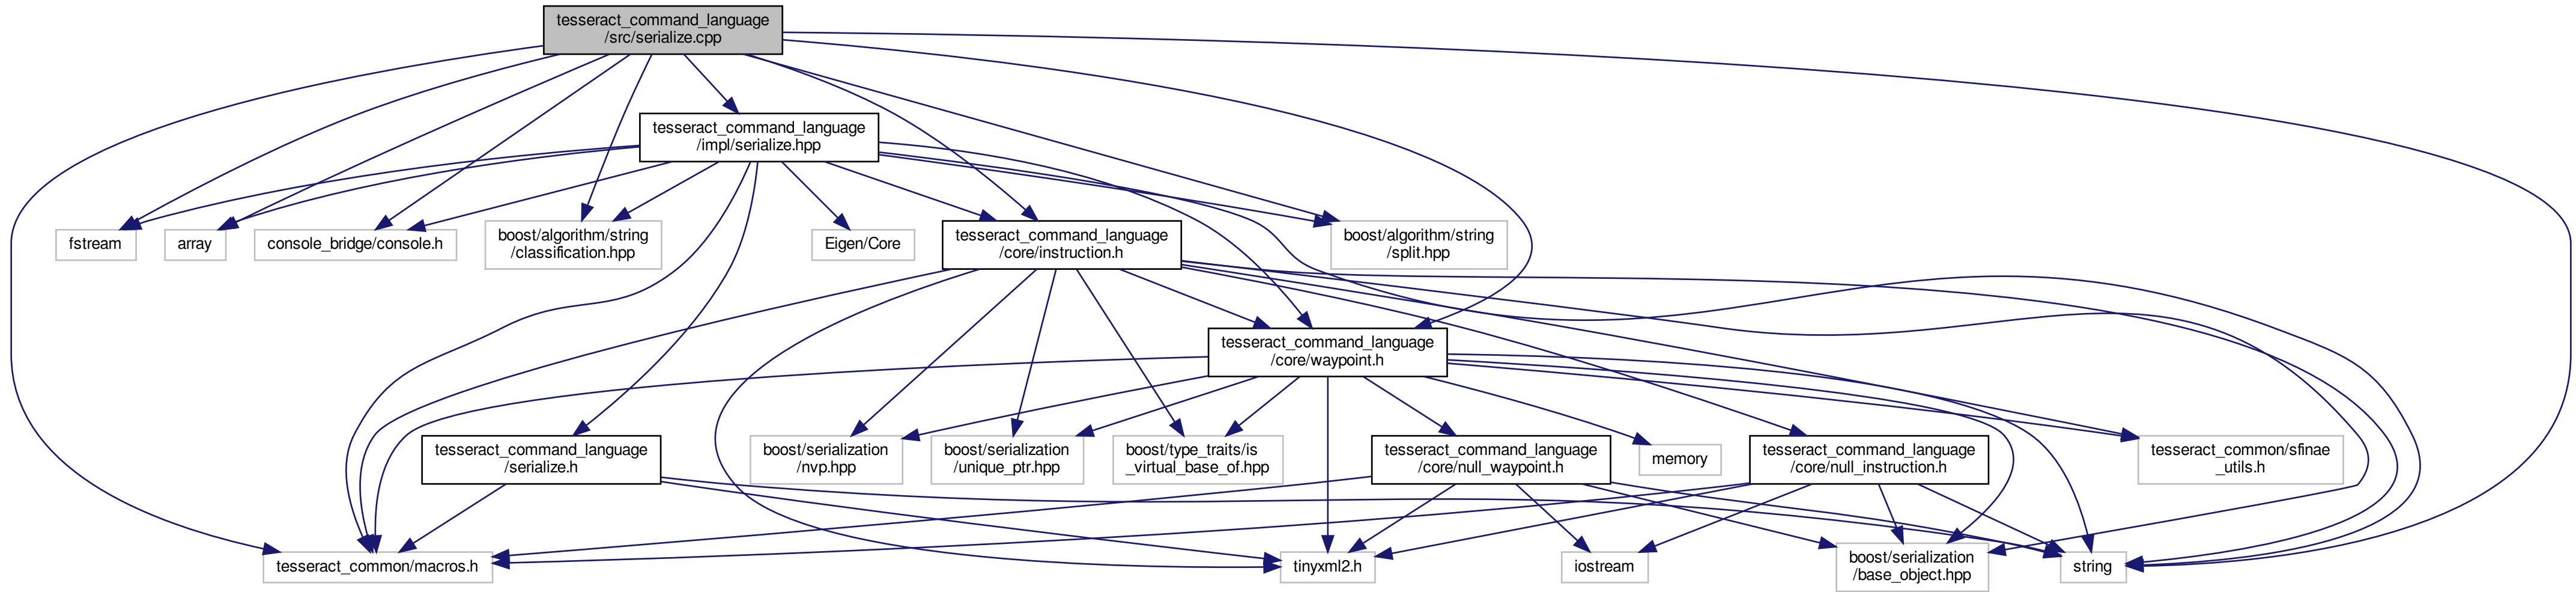 tesseract_command_language
/src/serialize.cpp
tesseract_command_language
/impl/serialize.hpp
fstream
array
console_bridge/console.h
boost/algorithm/string
/classification.hpp
Eigen/Core
tesseract_command_language
/core/instruction.h
boost/algorithm/string
/split.hpp
tesseract_command_language
/core/waypoint.h
tesseract_command_language
/serialize.h
boost/serialization
/nvp.hpp
boost/serialization
/unique_ptr.hpp
boost/type_traits/is
_virtual_base_of.hpp
tesseract_command_language
/core/null_waypoint.h
memory
tesseract_command_language
/core/null_instruction.h
tesseract_common/sfinae
_utils.h
tesseract_common/macros.h
tinyxml2.h
iostream
boost/serialization
/base_object.hpp
string